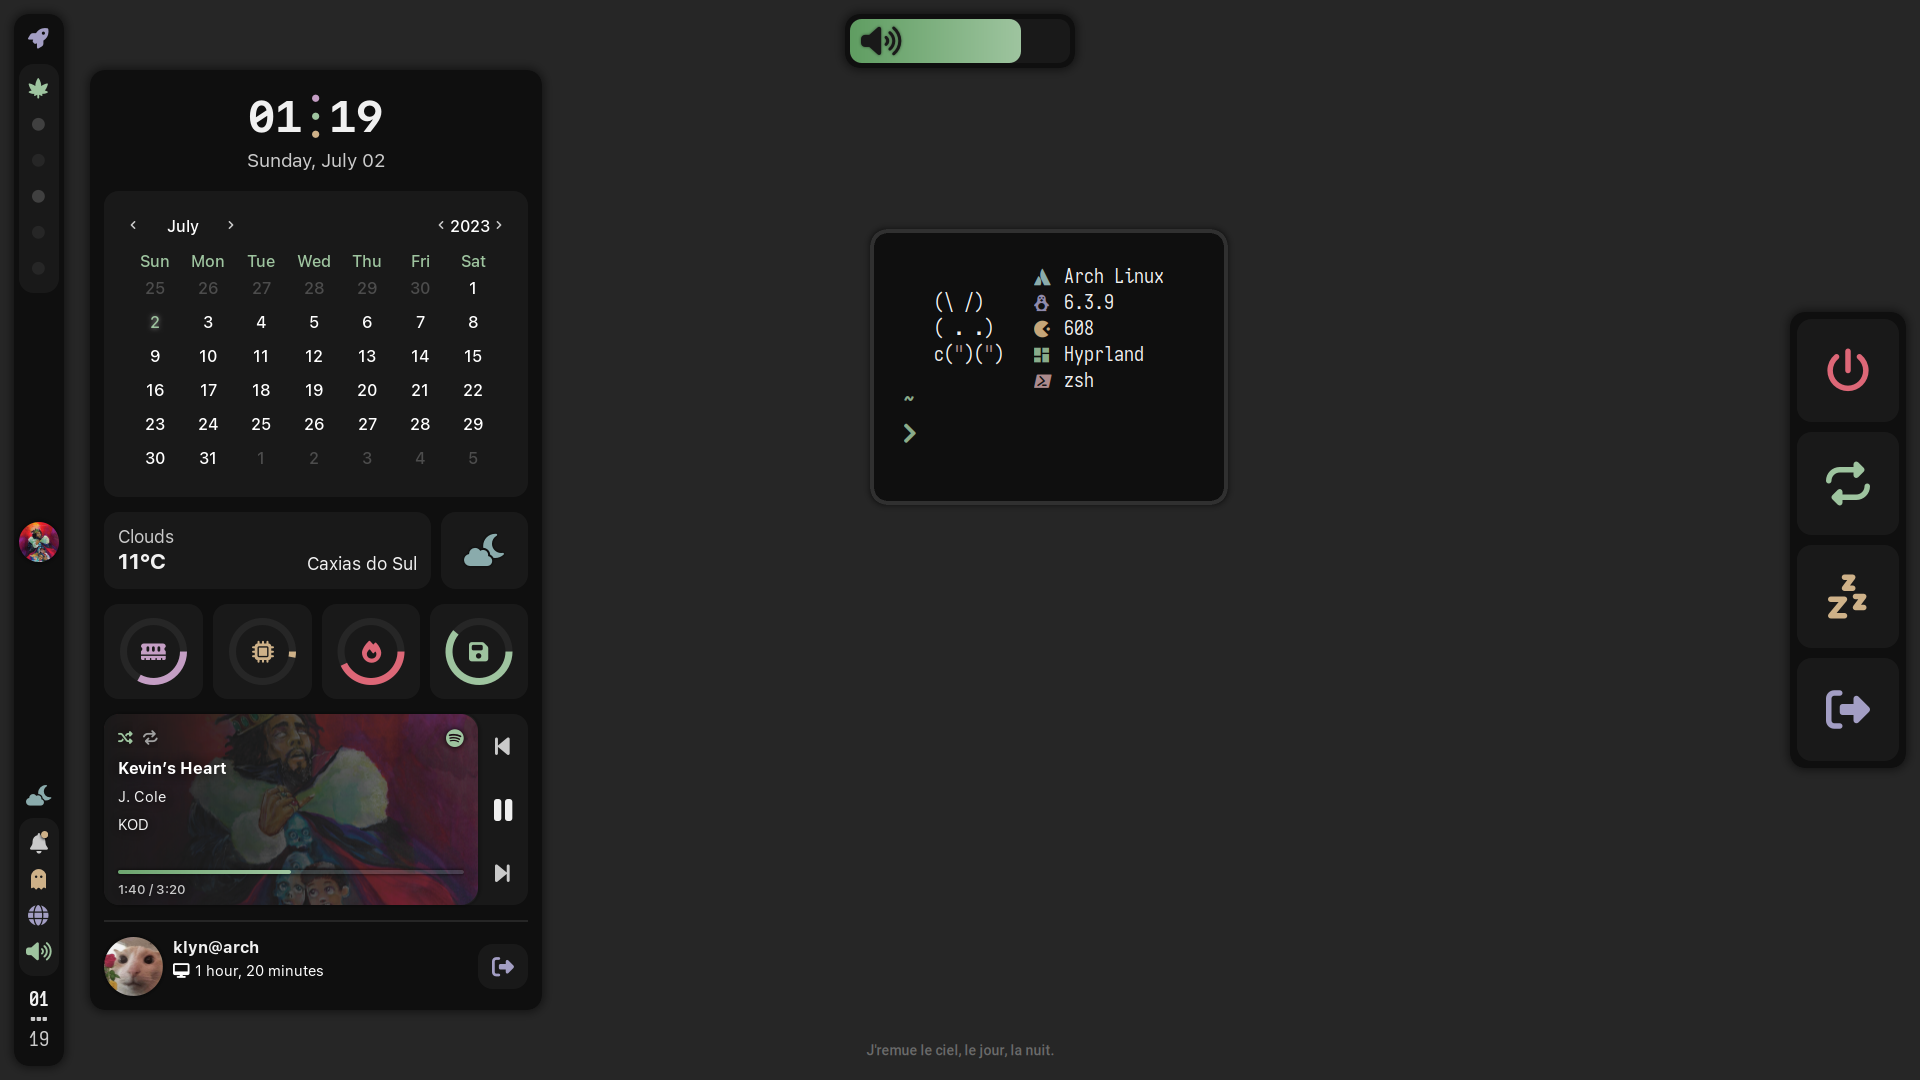 01:19
Sunday, July 02
July
2023
Sun Mon Tue Wed Thu Fri Sat
25 26 27 28 29 30 1
2 3 4 5 6 7 8
9 10 11 12 13 14 15
16 17 18 19 20 21 22
23 24 25 26 27 28 29
30 31 1 2 3 4 5
Clouds
11°C
Caxias do Sul
Kevin’s Heart
J. Cole
KOD
1:40 / 3:20
klyn@arch
1 hour, 20 minutes
01
19
Arch Linux
(\ /) 6.3.9
( . .) 608
c(")(") Hyprland
zsh
~
J'remue le ciel, le jour, la nuit.